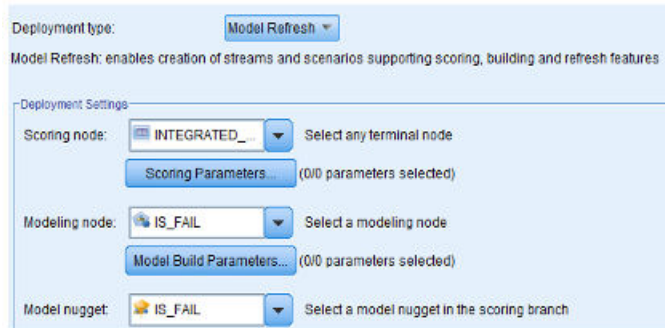 Deployment type: Model Refresh
Model Refresh: enables creation of streams and scenarios supporting scoring, building and refresh features
Deployment Settings
Scoring node: INTEGRATED_... Select any terminal node
Scoring Parameters... (0/0 parameters selected)
Modeling node: IS_FAIL Select a modeling node
Model Build Parameters... (0/0 parameters selected)
Model nugget: IS_FAIL Select a model nugget in the scoring branch